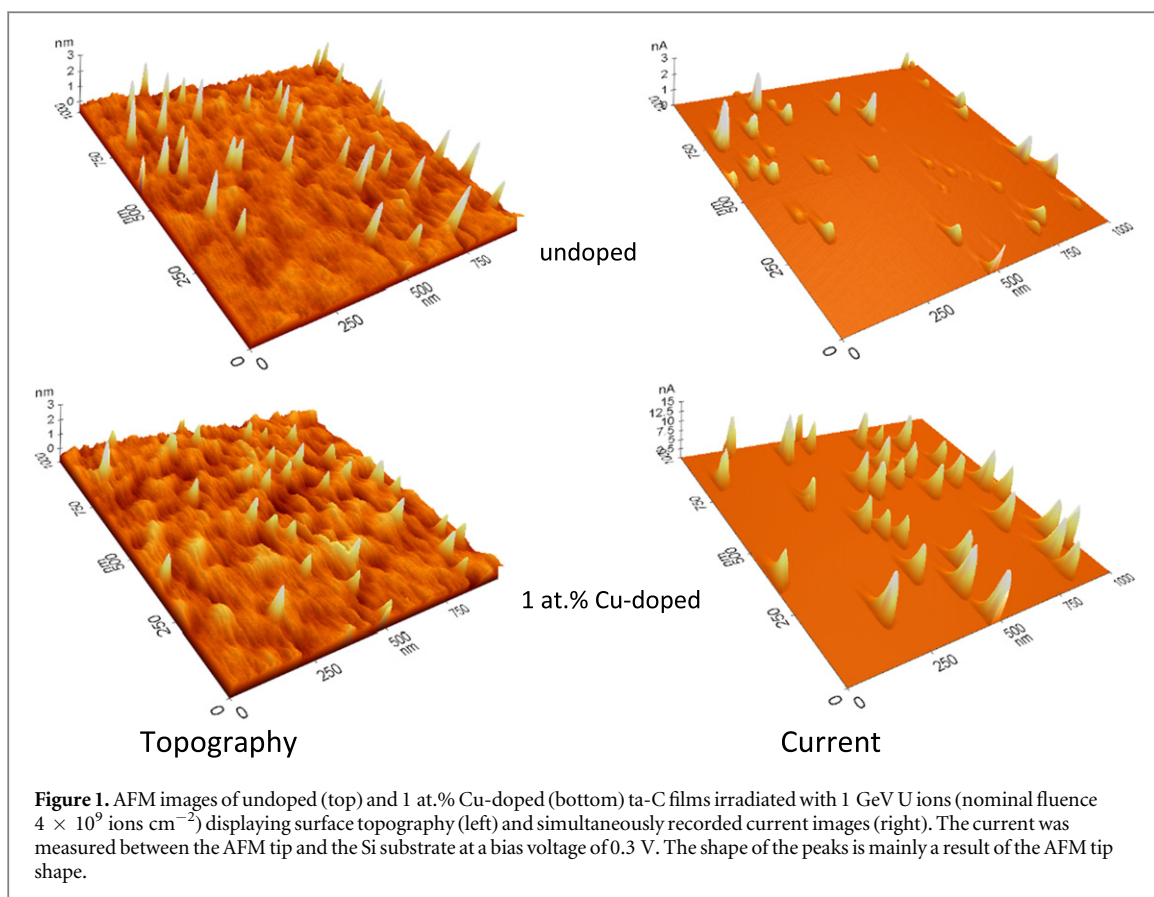 nm
3
2
1
0
1000
750
500
nm
250
0
0
250
500
nm
750
nA
3
2
1
0
750
500
nm
250
0
0
250
500
nm
750
1000
undoped
nm
3
2
1
0
1000
750
500
nm
250
0
0
250
500
nm
750
nA
15
12.5
10
7.5
5
2.5
750
500
nm
250
0
0
250
500
nm
750
1000
1 at.% Cu-doped
Topography
Current
Figure 1. AFM images of undoped (top) and 1 at.% Cu-doped (bottom) ta-C films irradiated with 1 GeV U ions (nominal fluence
4 × 10⁹ ions cm⁻²) displaying surface topography (left) and simultaneously recorded current images (right). The current was
measured between the AFM tip and the Si substrate at a bias voltage of 0.3 V. The shape of the peaks is mainly a result of the AFM tip
shape.